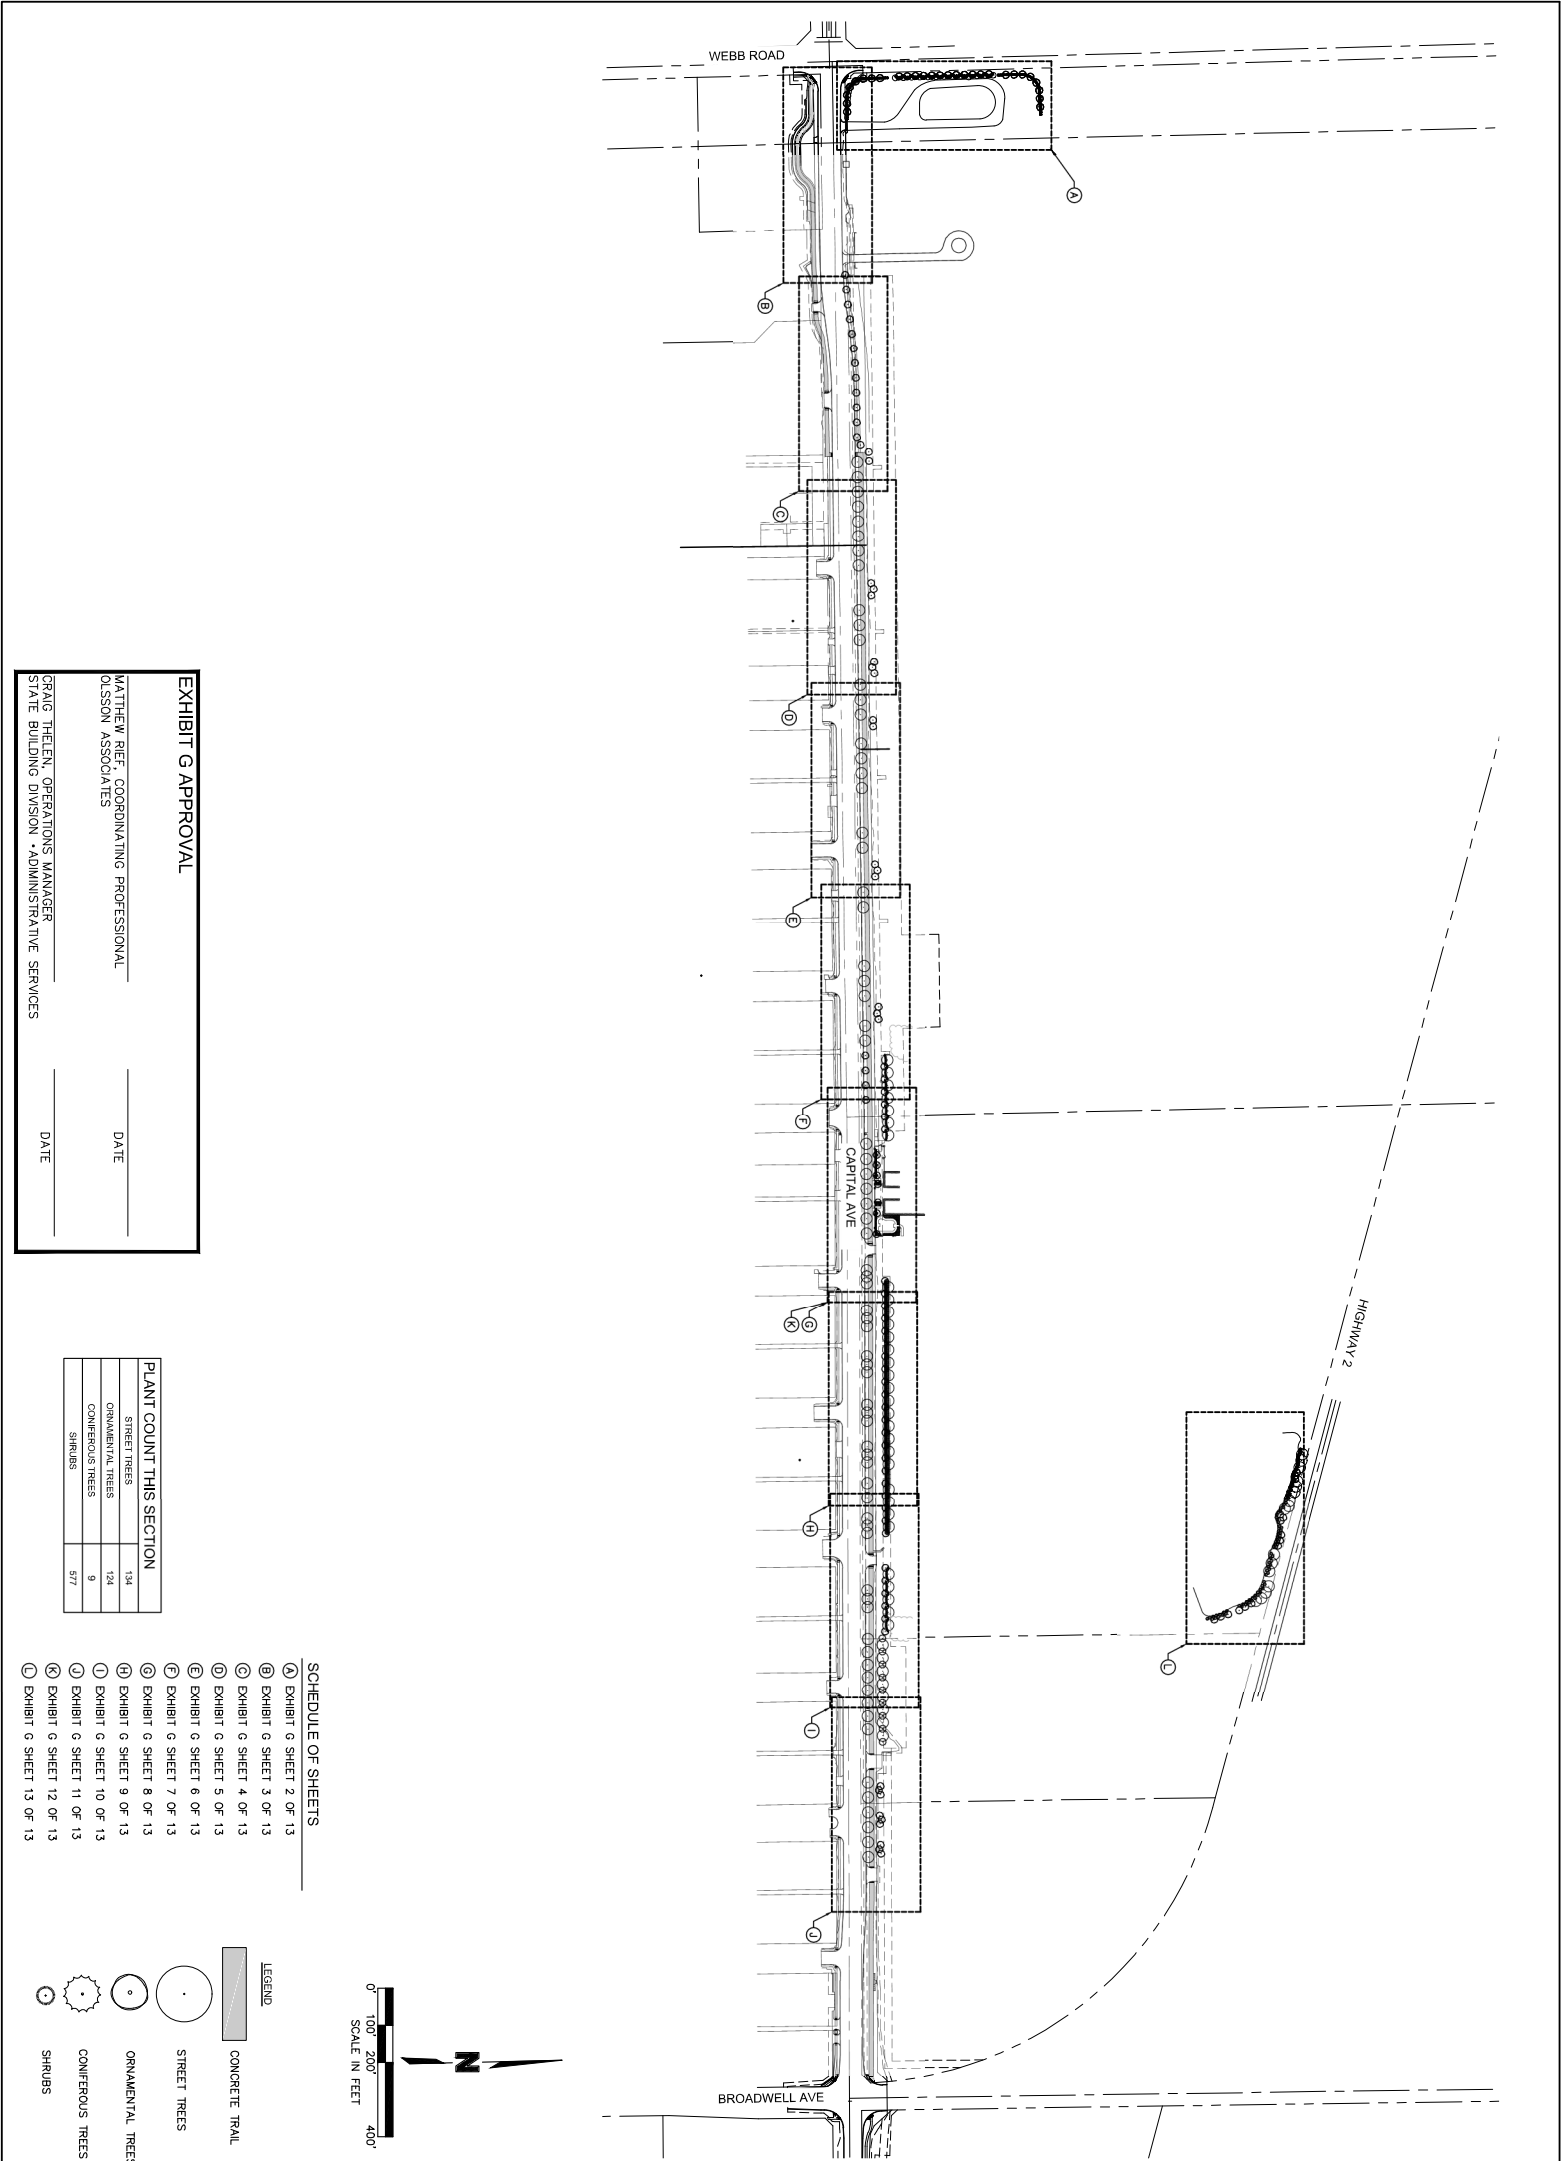 WEBB ROAD
A
B
C
D
E
F
CAPITAL AVE
G
K
H
I
J
HIGHWAY 2
L
BROADWELL AVE
EXHIBIT G APPROVAL
MATTHEW RIEF, COORDINATING PROFESSIONAL
OLSSON ASSOCIATES
DATE
CRAIG THELEN, OPERATIONS MANAGER
STATE BUILDING DIVISION • ADIMINISTRATIVE SERVICES
DATE
PLANT COUNT THIS SECTION
STREET TREES 134
ORNAMENTAL TREES 124
CONIFEROUS TREES 9
SHRUBS 577
SCHEDULE OF SHEETS
A EXHIBIT G SHEET 2 OF 13
B EXHIBIT G SHEET 3 OF 13
C EXHIBIT G SHEET 4 OF 13
D EXHIBIT G SHEET 5 OF 13
E EXHIBIT G SHEET 6 OF 13
F EXHIBIT G SHEET 7 OF 13
G EXHIBIT G SHEET 8 OF 13
H EXHIBIT G SHEET 9 OF 13
I EXHIBIT G SHEET 10 OF 13
J EXHIBIT G SHEET 11 OF 13
K EXHIBIT G SHEET 12 OF 13
L EXHIBIT G SHEET 13 OF 13
LEGEND
CONCRETE TRAIL
STREET TREES
ORNAMENTAL TREES
CONIFEROUS TREES
SHRUBS
N
0' 100' 200' 400'
SCALE IN FEET